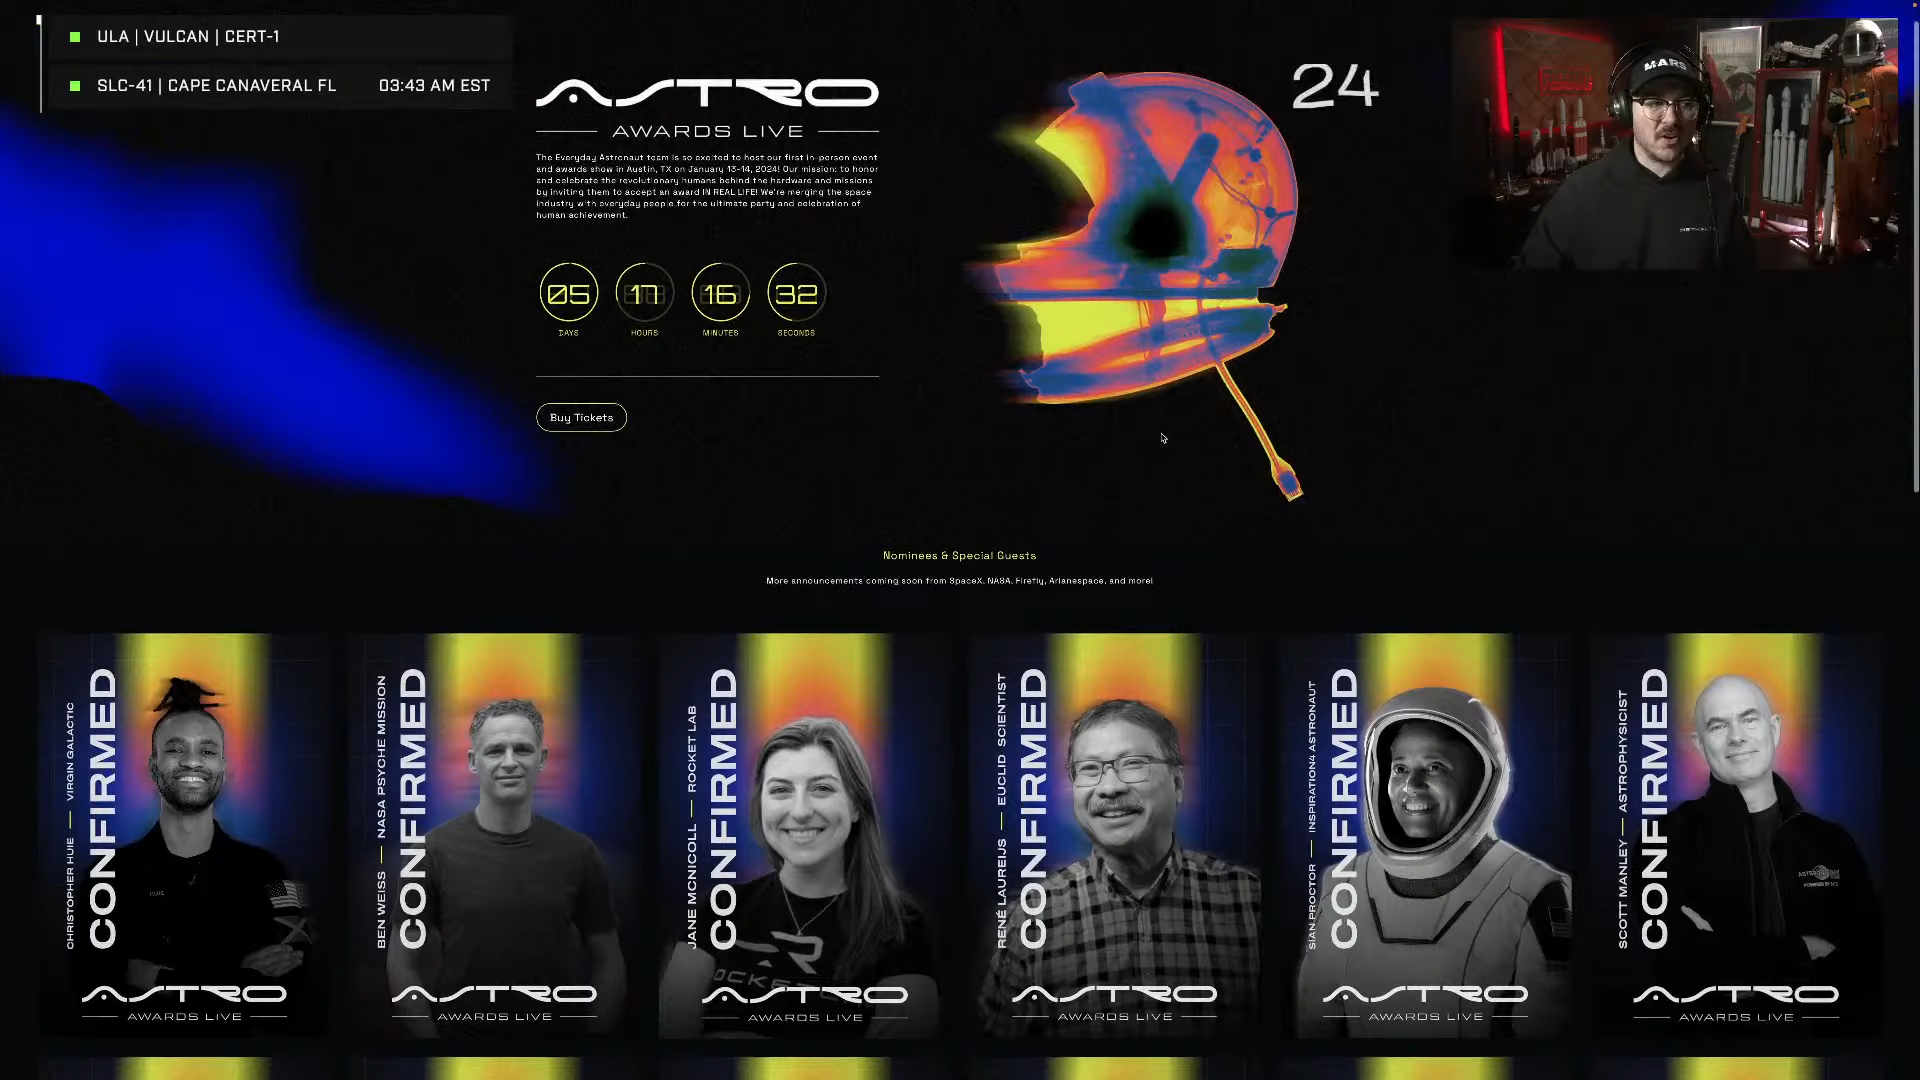 ULA | VULCAN | CERT-1
SLC-41 | CAPE CANAVERAL FL 03:43 AM EST
ASTRO
AWARDS LIVE
24
MARS
The Everyday Astronaut team is so excited to host our first in-person event
and awards show in Austin, TX on January 13-14, 2024! Our mission: to honor
and celebrate the revolutionary humans behind the hardware and missions
by inviting them to accept an award IN REAL LIFE! We're merging the space
industry with everyday people for the ultimate party and celebration of
human achievement.
05 17 16 32
DAYS HOURS MINUTES SECONDS
Buy Tickets
Nominees & Special Guests
More announcements coming soon from SpaceX, NASA, Firefly, Arianespace, and more!
CHRISTOPHER HUIE — VIRGIN GALACTIC
CONFIRMED
ASTRO
AWARDS LIVE
BEN WEISS — NASA PSYCHE MISSION
CONFIRMED
ASTRO
AWARDS LIVE
JANE MCNICOLL — ROCKET LAB
CONFIRMED
ASTRO
AWARDS LIVE
RENÉ LAUREIJS — EUCLID SCIENTIST
CONFIRMED
ASTRO
AWARDS LIVE
SIAN PROCTOR — INSPIRATION4 ASTRONAUT
CONFIRMED
ASTRO
AWARDS LIVE
SCOTT MANLEY — ASTROPHYSICIST
CONFIRMED
ASTRO
AWARDS LIVE